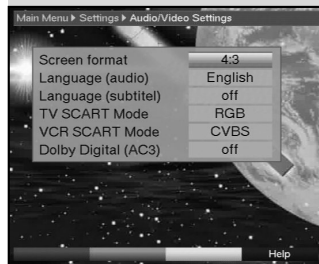 Main Menu ▶ Settings ▶ Audio/Video Settings
Screen format 4:3
Language (audio) English
Language (subtitel) off
TV SCART Mode RGB
VCR SCART Mode CVBS
Dolby Digital (AC3) off
Help